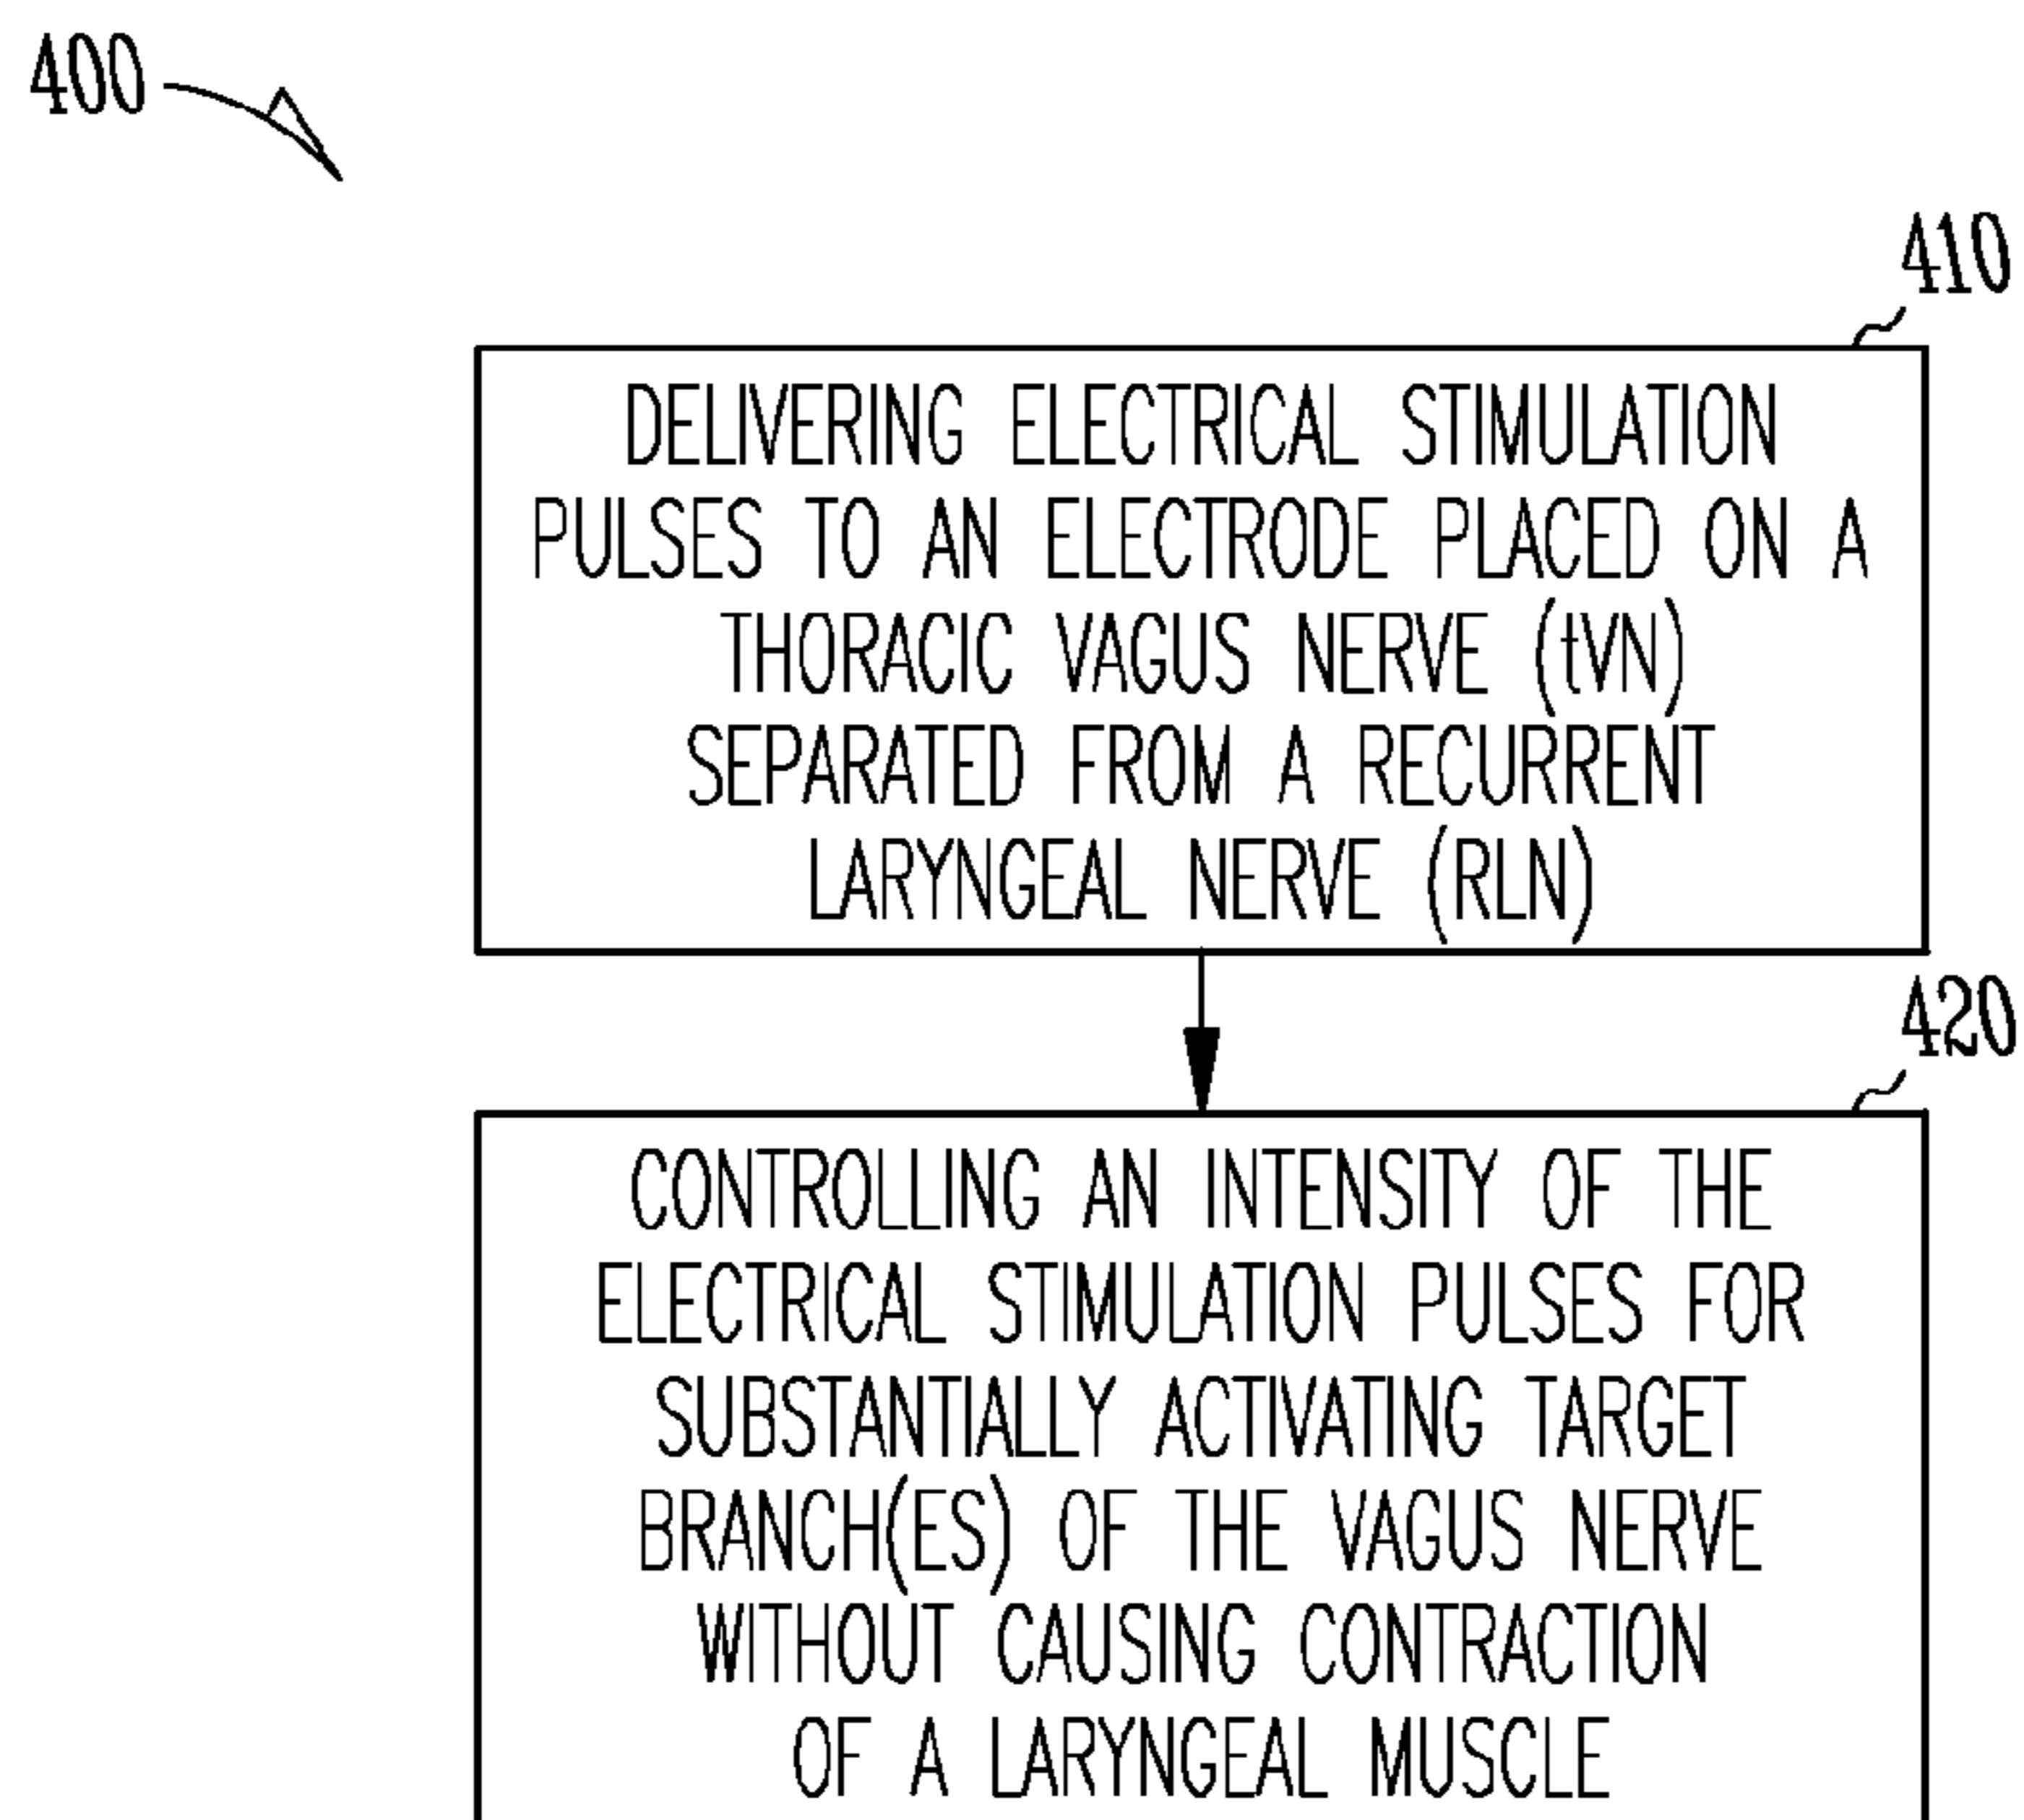 400
410
DELIVERING ELECTRICAL STIMULATION
PULSES TO AN ELECTRODE PLACED ON A
THORACIC VAGUS NERVE (tVN)
SEPARATED FROM A RECURRENT
LARYNGEAL NERVE (RLN)
420
CONTROLLING AN INTENSITY OF THE
ELECTRICAL STIMULATION PULSES FOR
SUBSTANTIALLY ACTIVATING TARGET
BRANCH(ES) OF THE VAGUS NERVE
WITHOUT CAUSING CONTRACTION
OF A LARYNGEAL MUSCLE